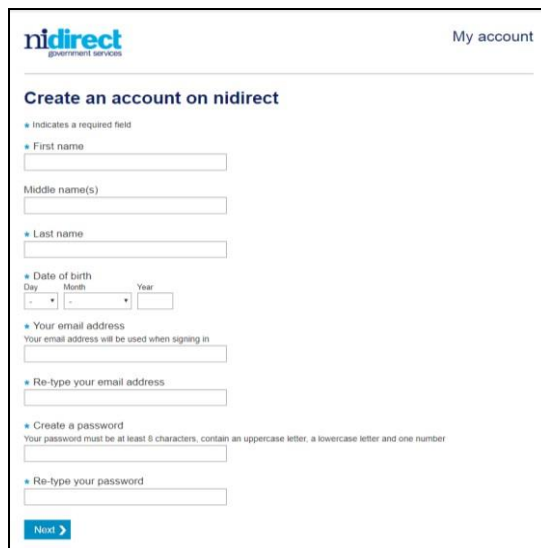 nidirect
government services
My account
Create an account on nidirect
* Indicates a required field
* First name
Middle name(s)
* Last name
* Date of birth
Day Month Year
- -
* Your email address
Your email address will be used when signing in
* Re-type your email address
* Create a password
Your password must be at least 8 characters, contain an uppercase letter, a lowercase letter and one number
* Re-type your password
Next ❯